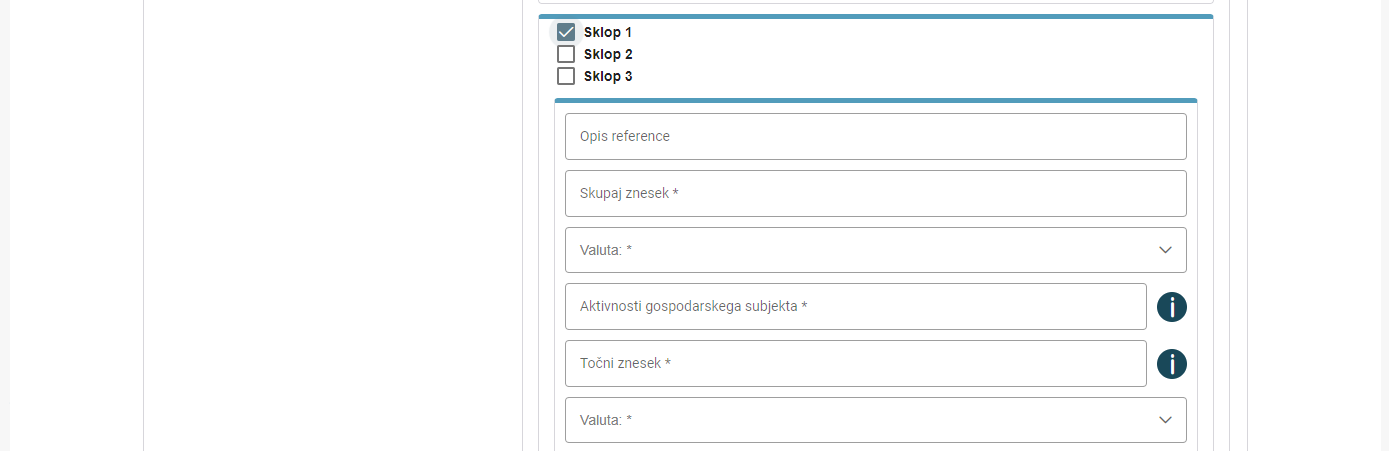 Sklop 1
Sklop 2
Sklop 3
Opis reference
Skupaj znesek *
Valuta: *
Aktivnosti gospodarskega subjekta *
Točni znesek *
Valuta: *